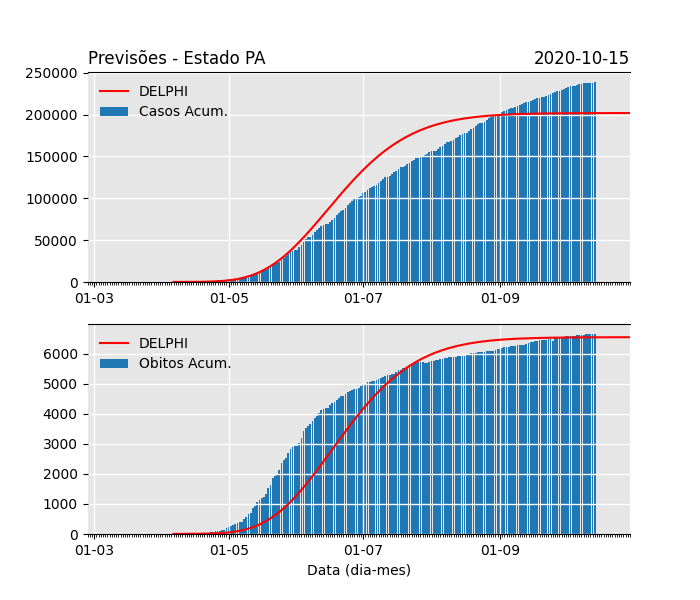 Previsões - Estado PA 2020-10-15
250000
200000
150000
100000
50000
0
DELPHI
Casos Acum.
01-03 01-05 01-07 01-09
6000
5000
4000
3000
2000
1000
0
DELPHI
Obitos Acum.
01-03 01-05 01-07 01-09
Data (dia-mes)